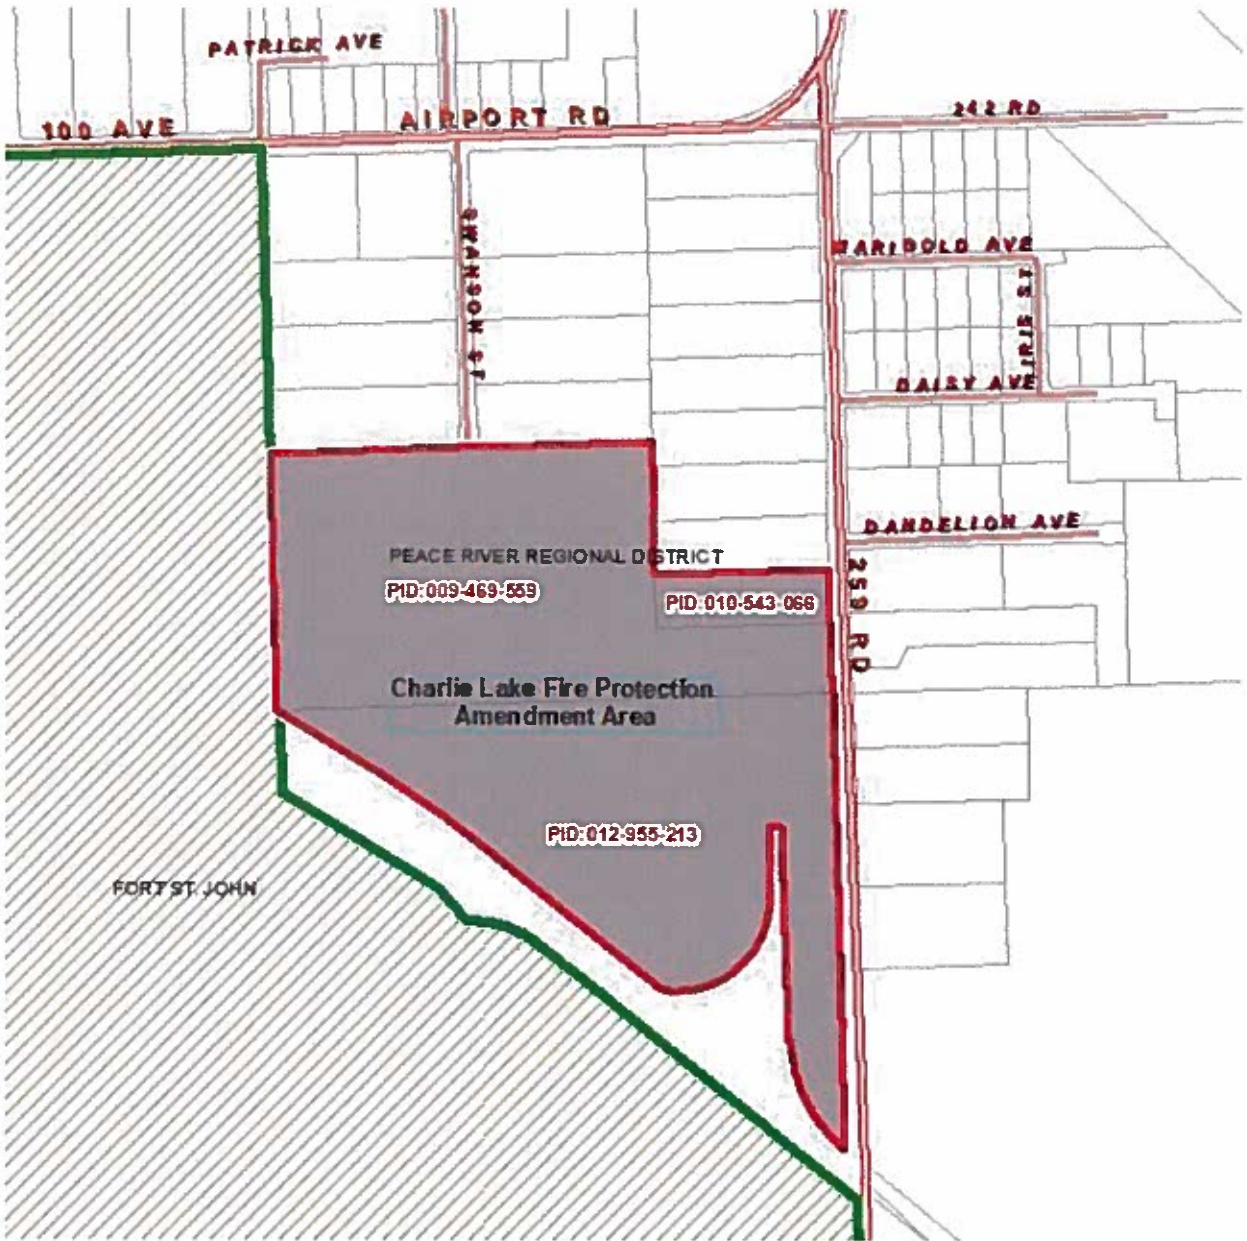 PATRICK AVE
100 AVE
AIRPORT RD
242 RD
SWANSON ST
MARIGOLD AVE
DAISY AVE
DANDELION AVE
259 RD
PEACE RIVER REGIONAL DISTRICT
PID:009-469-559
PID:010-543-066
Charlie Lake Fire Protection
Amendment Area
PID:012-955-213
FORT ST. JOHN